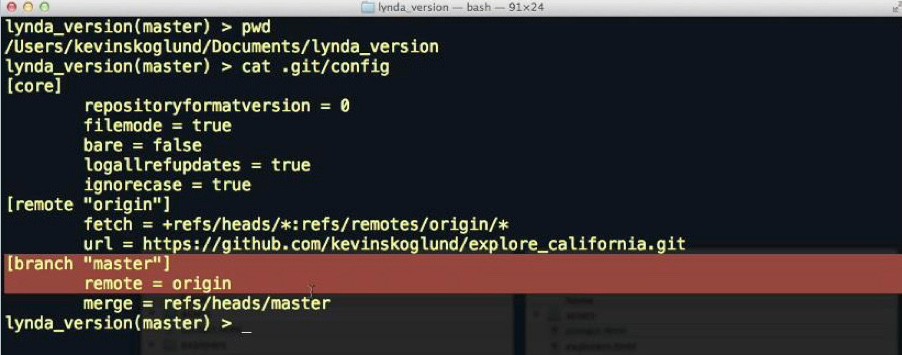 lynda_version — bash — 91×24
lynda_version(master) > pwd
/Users/kevinskoglund/Documents/lynda_version
lynda_version(master) > cat .git/config
[core]
        repositoryformatversion = 0
        filemode = true
        bare = false
        logallrefupdates = true
        ignorecase = true
[remote "origin"]
        fetch = +refs/heads/*:refs/remotes/origin/*
        url = https://github.com/kevinskoglund/explore_california.git
[branch "master"]
        remote = origin
        merge = refs/heads/master
lynda_version(master) > _